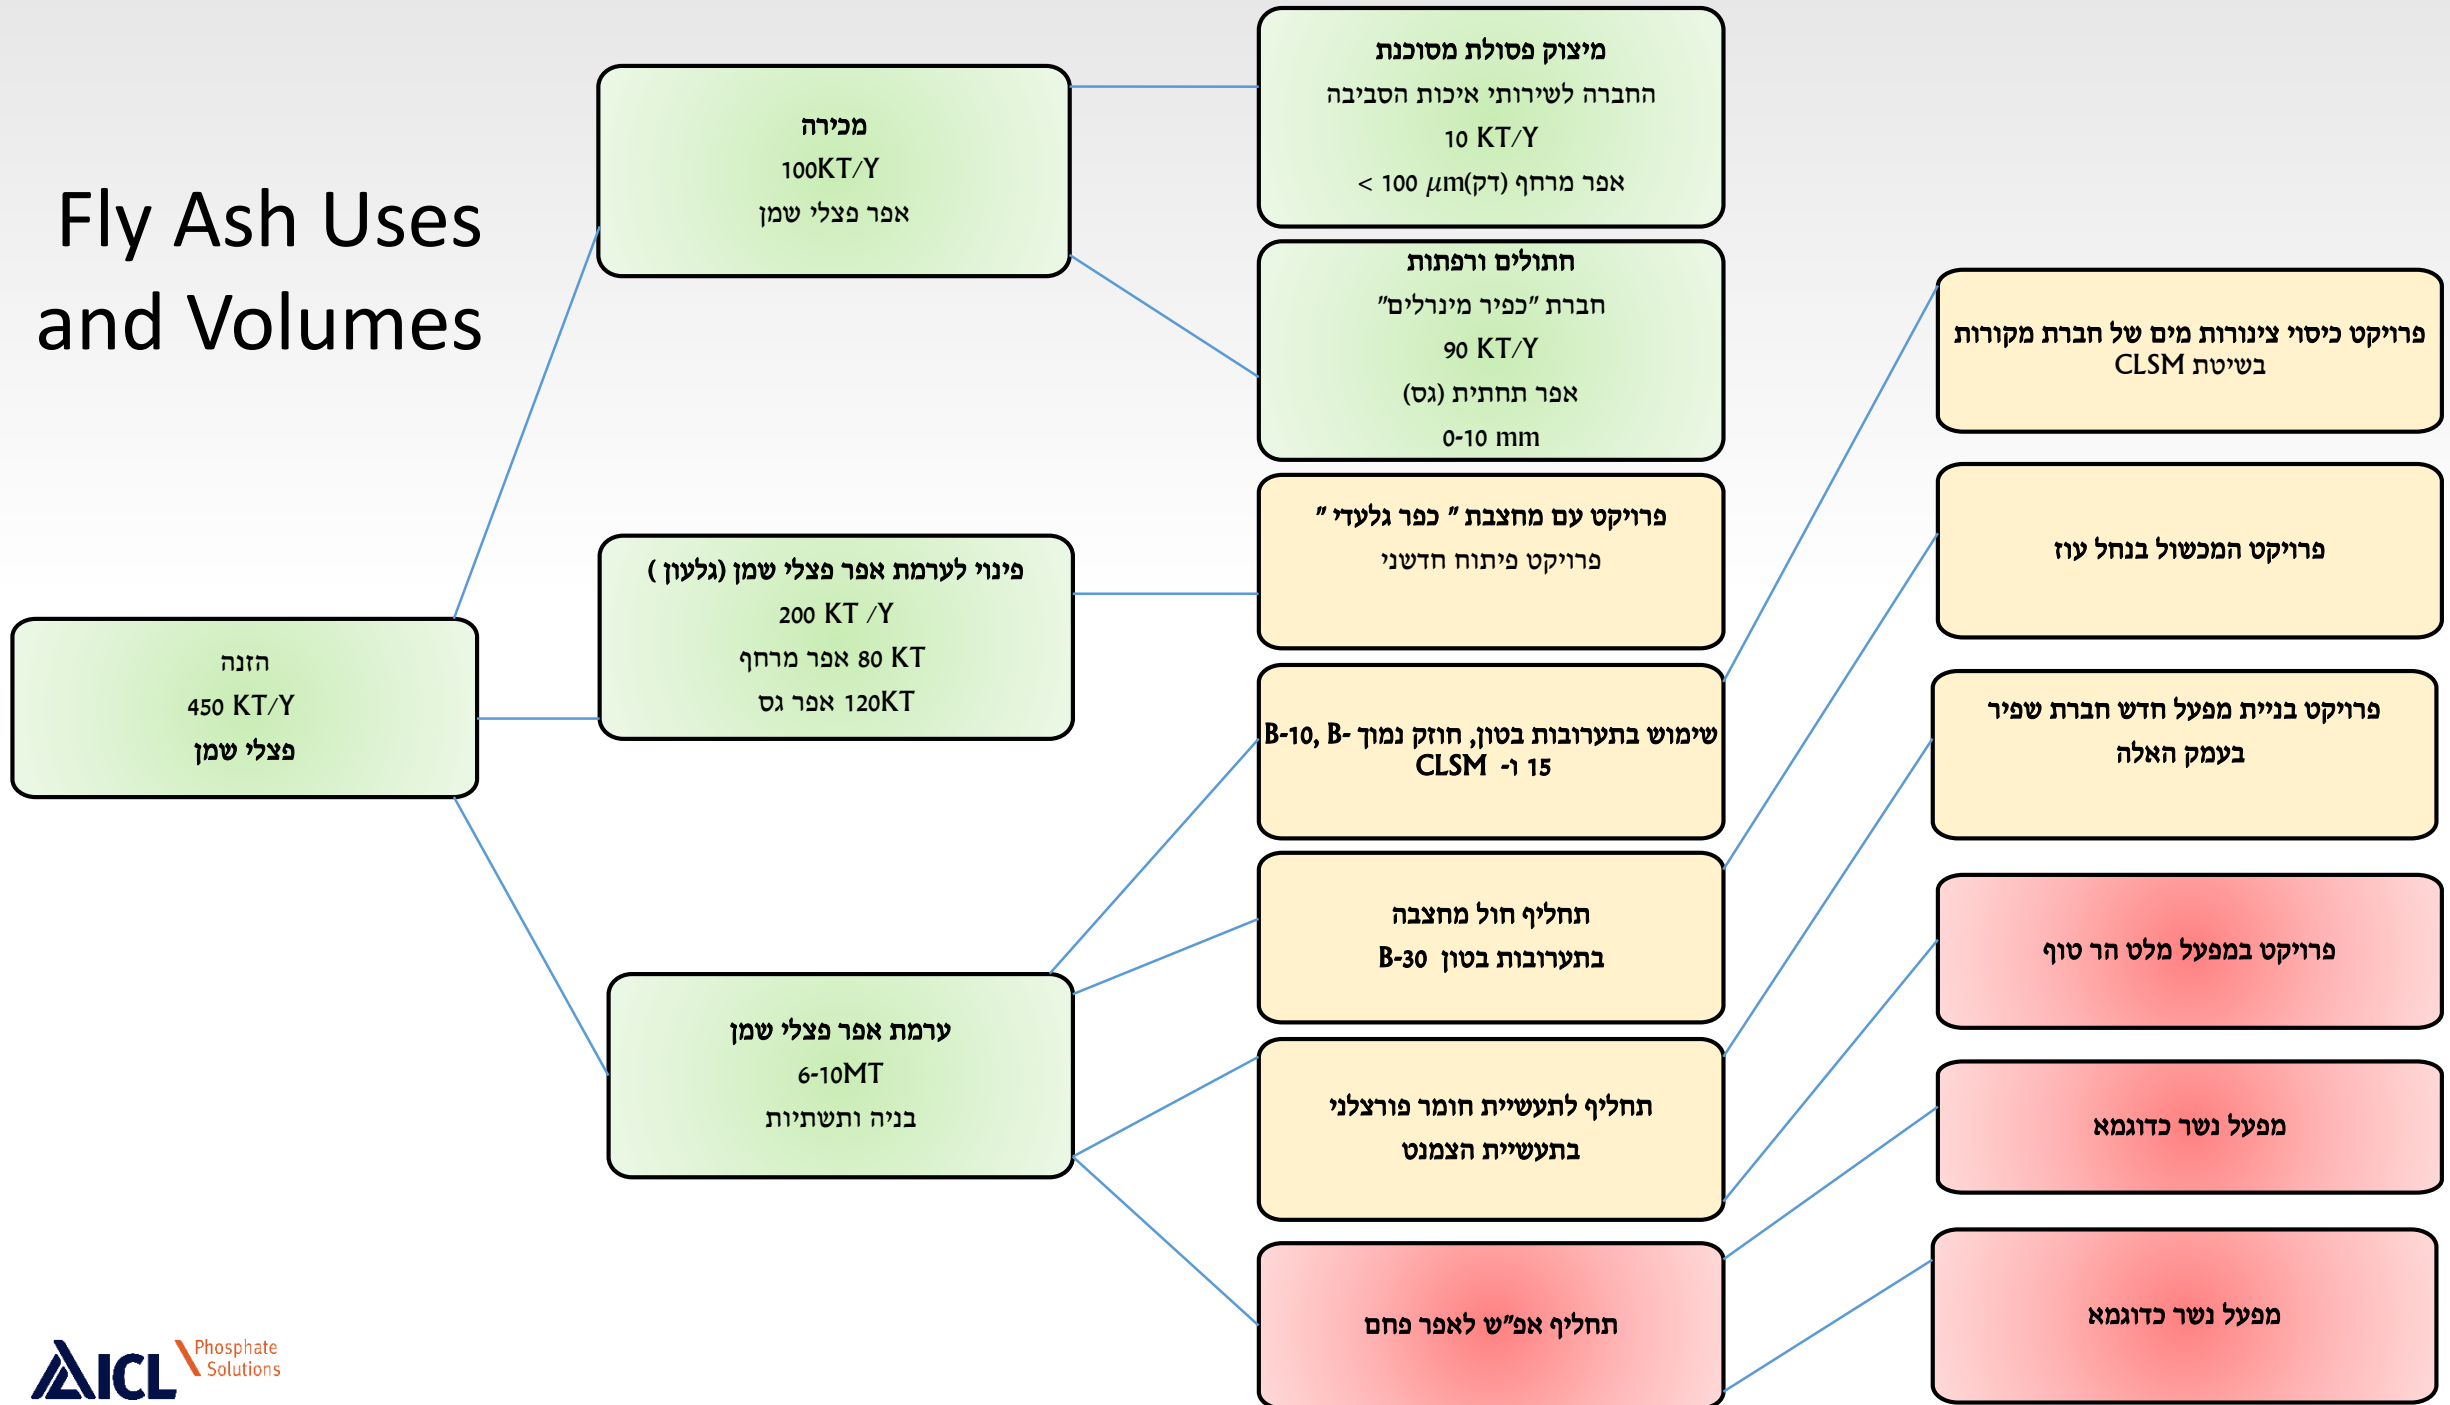 Fly Ash Uses
and Volumes
הזנה
450 KT/Y
פצלי שמן
מכירה
100KT/Y
אפר פצלי שמן
פינוי לערמת אפר פצלי שמן (גלעון )
200 KT /Y
80 KT אפר מרחף
120KT אפר גס
ערמת אפר פצלי שמן
6-10MT
בניה ותשתיות
מיצוק פסולת מסוכנת
החברה לשירותי איכות הסביבה
10 KT/Y
אפר מרחף (דק)< 100 μm
חתולים ורפתות
חברת "כפיר מינרלים"
90 KT/Y
אפר תחתית (גס)
0-10 mm
פרויקט עם מחצבת " כפר גלעדי "
פרויקט פיתוח חדשני
שימוש בתערובות בטון, חוזק נמוך B-10, B-
15 ו- CLSM
תחליף חול מחצבה
בתערובות בטון B-30
תחליף לתעשיית חומר פורצלני
בתעשיית הצמנט
תחליף אפ"ש לאפר פחם
פרויקט כיסוי צינורות מים של חברת מקורות
בשיטת CLSM
פרויקט המכשול בנחל עוז
פרויקט בניית מפעל חדש חברת שפיר
בעמק האלה
פרויקט במפעל מלט הר טוף
מפעל נשר כדוגמא
מפעל נשר כדוגמא
ICL
Phosphate
Solutions